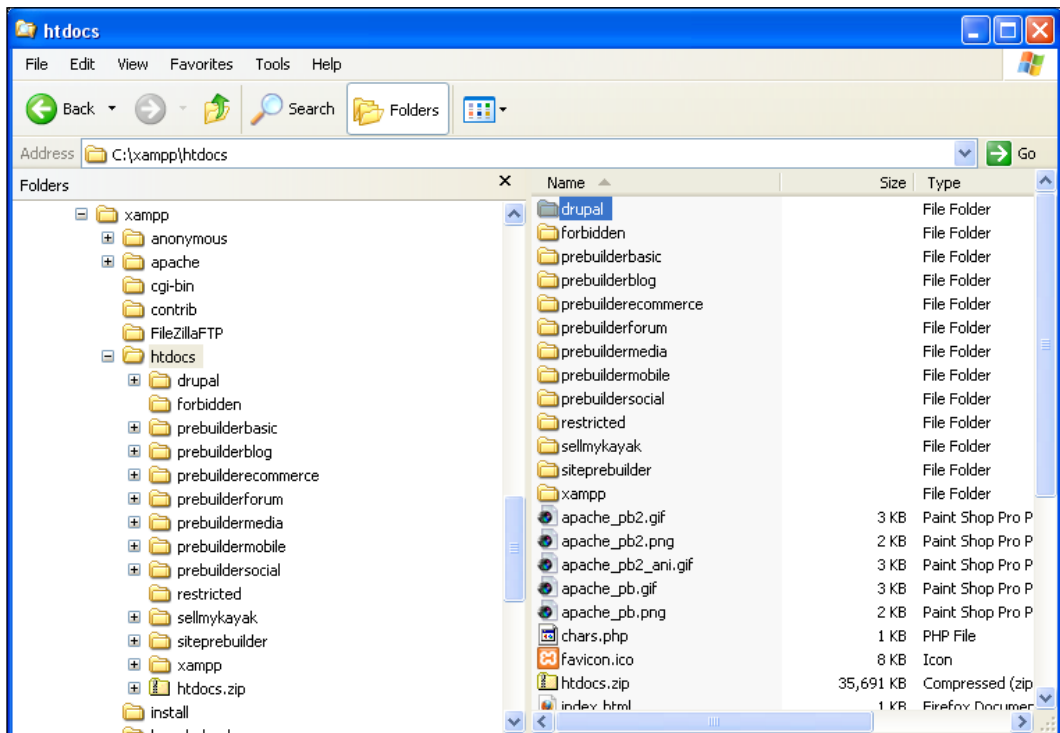 htdocs
File Edit View Favorites Tools Help
Back Search Folders
Address C:\xampp\htdocs Go
Folders
xampp
anonymous
apache
cgi-bin
contrib
FileZillaFTP
htdocs
drupal
forbidden
prebuilderbasic
prebuilderblog
prebuilderecommerce
prebuilderforum
prebuildermedia
prebuildermobile
prebuildersocial
restricted
sellmykayak
siteprebuilder
xampp
htdocs.zip
install
Name Size Type
drupal File Folder
forbidden File Folder
prebuilderbasic File Folder
prebuilderblog File Folder
prebuilderecommerce File Folder
prebuilderforum File Folder
prebuildermedia File Folder
prebuildermobile File Folder
prebuildersocial File Folder
restricted File Folder
sellmykayak File Folder
siteprebuilder File Folder
xampp File Folder
apache_pb2.gif 3 KB Paint Shop Pro P
apache_pb2.png 2 KB Paint Shop Pro P
apache_pb2_ani.gif 3 KB Paint Shop Pro P
apache_pb.gif 3 KB Paint Shop Pro P
apache_pb.png 2 KB Paint Shop Pro P
chars.php 1 KB PHP File
favicon.ico 8 KB Icon
htdocs.zip 35,691 KB Compressed (zip
index.html 1 KB Firefox Documen